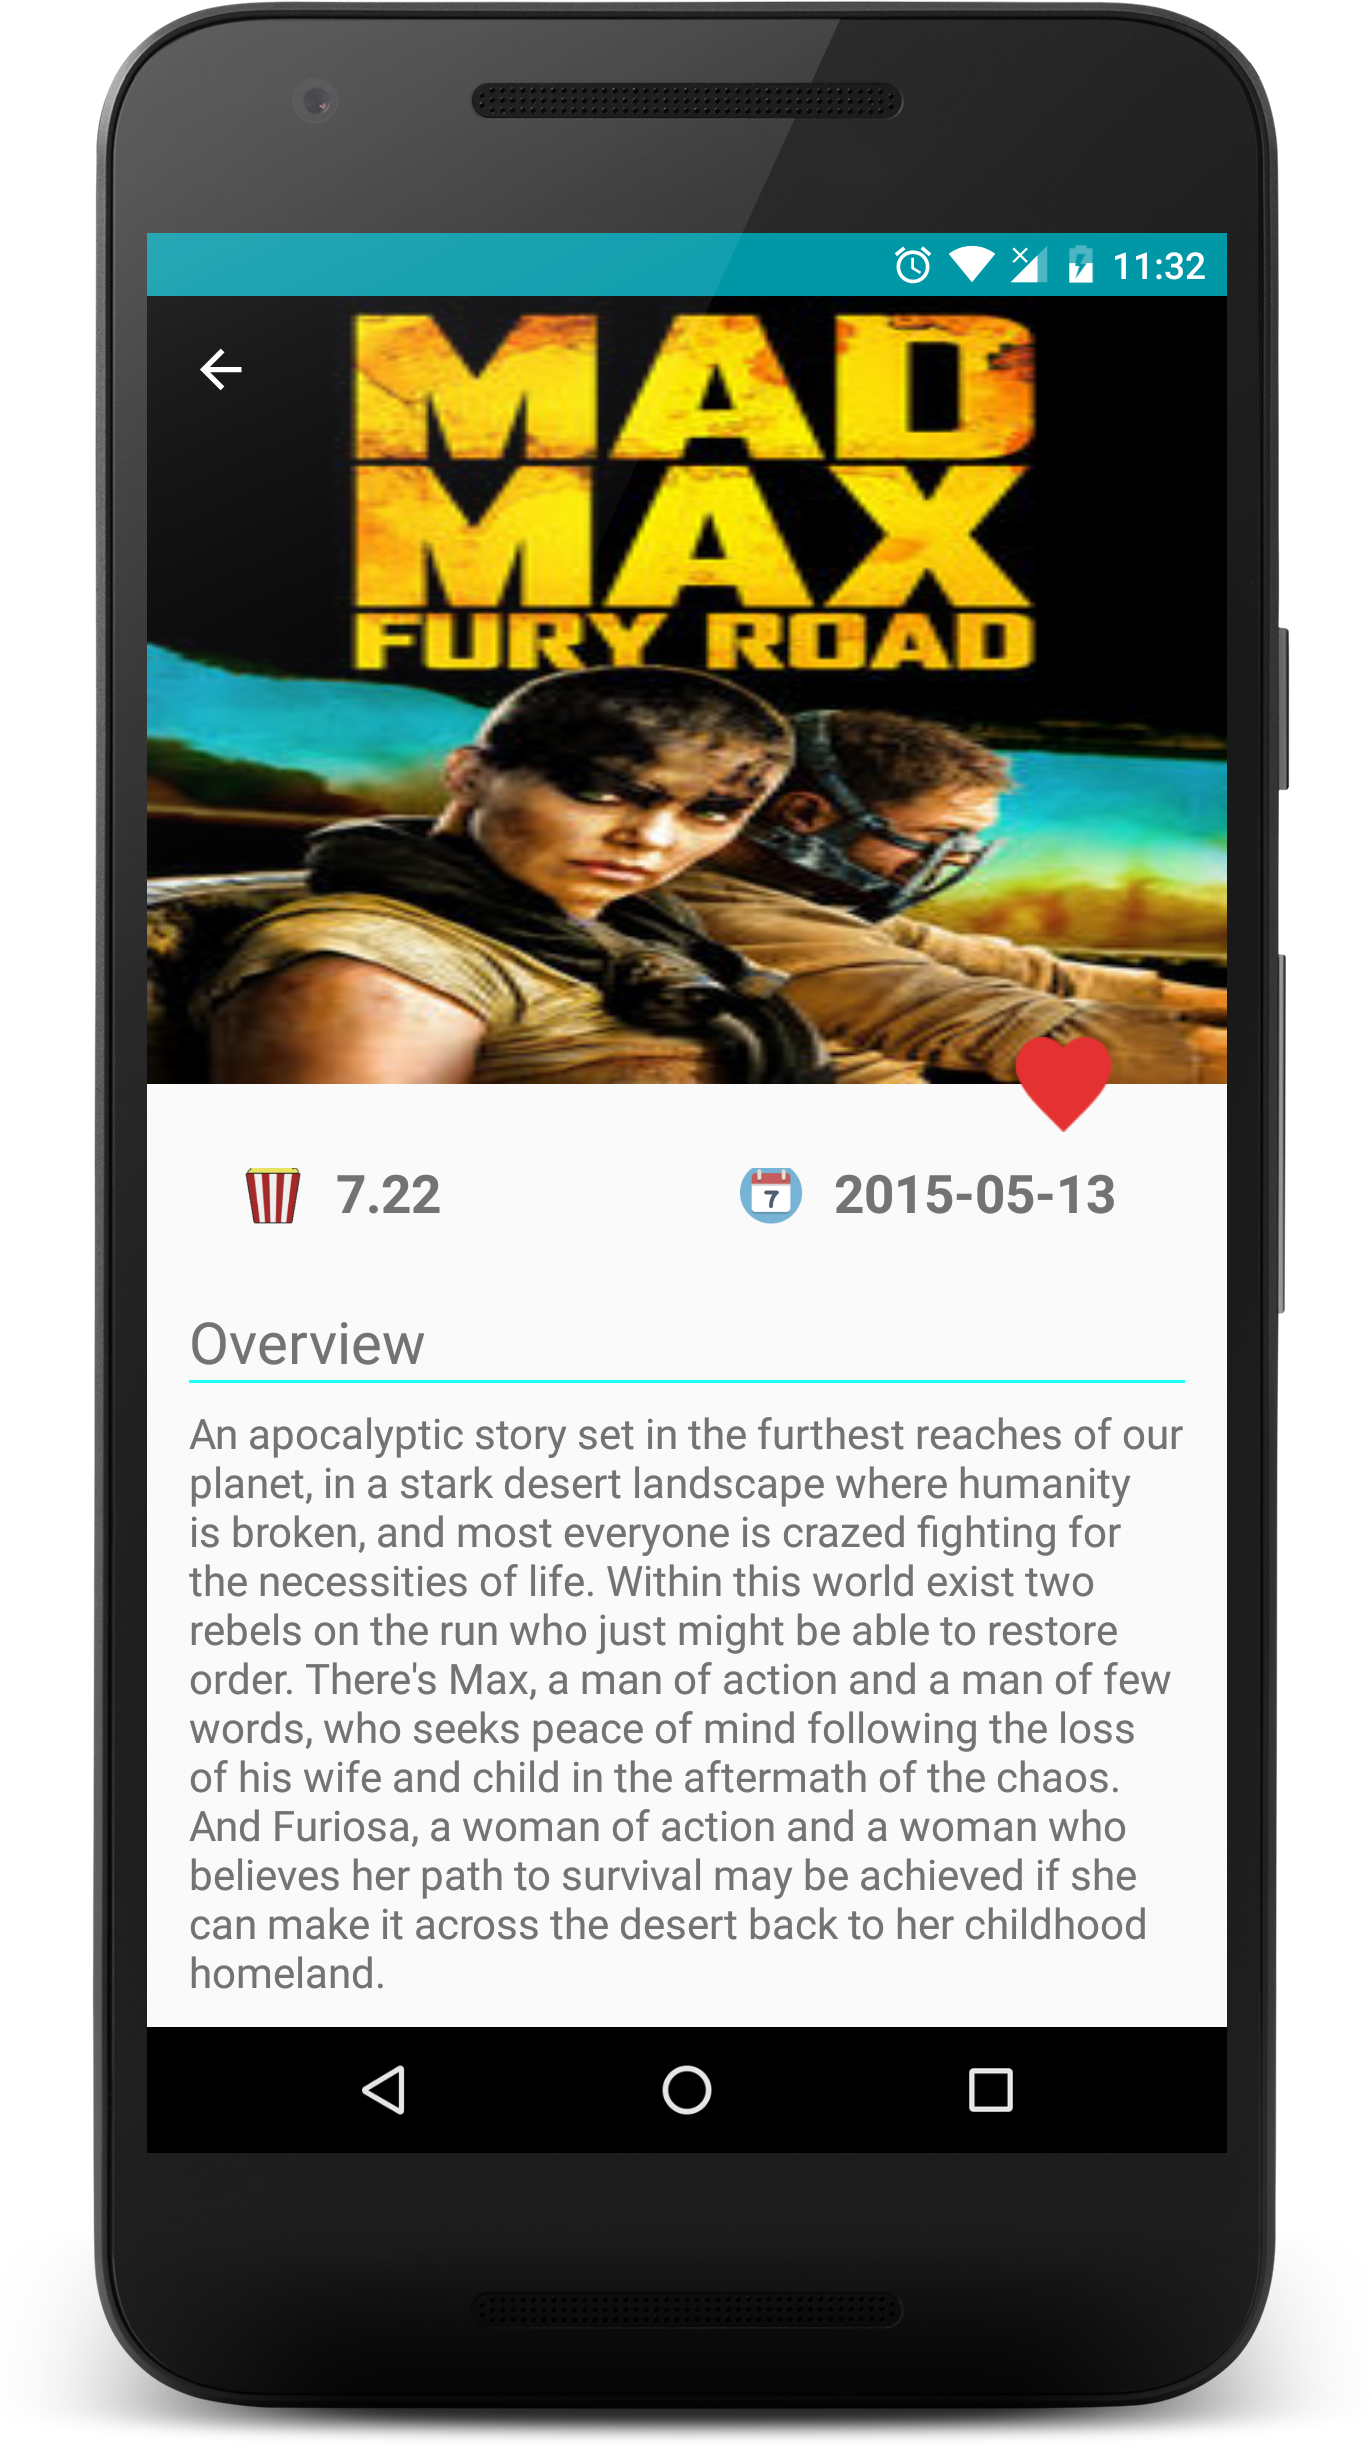 11:32
MAD
MAX
FURY ROAD
7.22
7
2015-05-13
Overview
An apocalyptic story set in the furthest reaches of our
planet, in a stark desert landscape where humanity
is broken, and most everyone is crazed fighting for
the necessities of life. Within this world exist two
rebels on the run who just might be able to restore
order. There's Max, a man of action and a man of few
words, who seeks peace of mind following the loss
of his wife and child in the aftermath of the chaos.
And Furiosa, a woman of action and a woman who
believes her path to survival may be achieved if she
can make it across the desert back to her childhood
homeland.